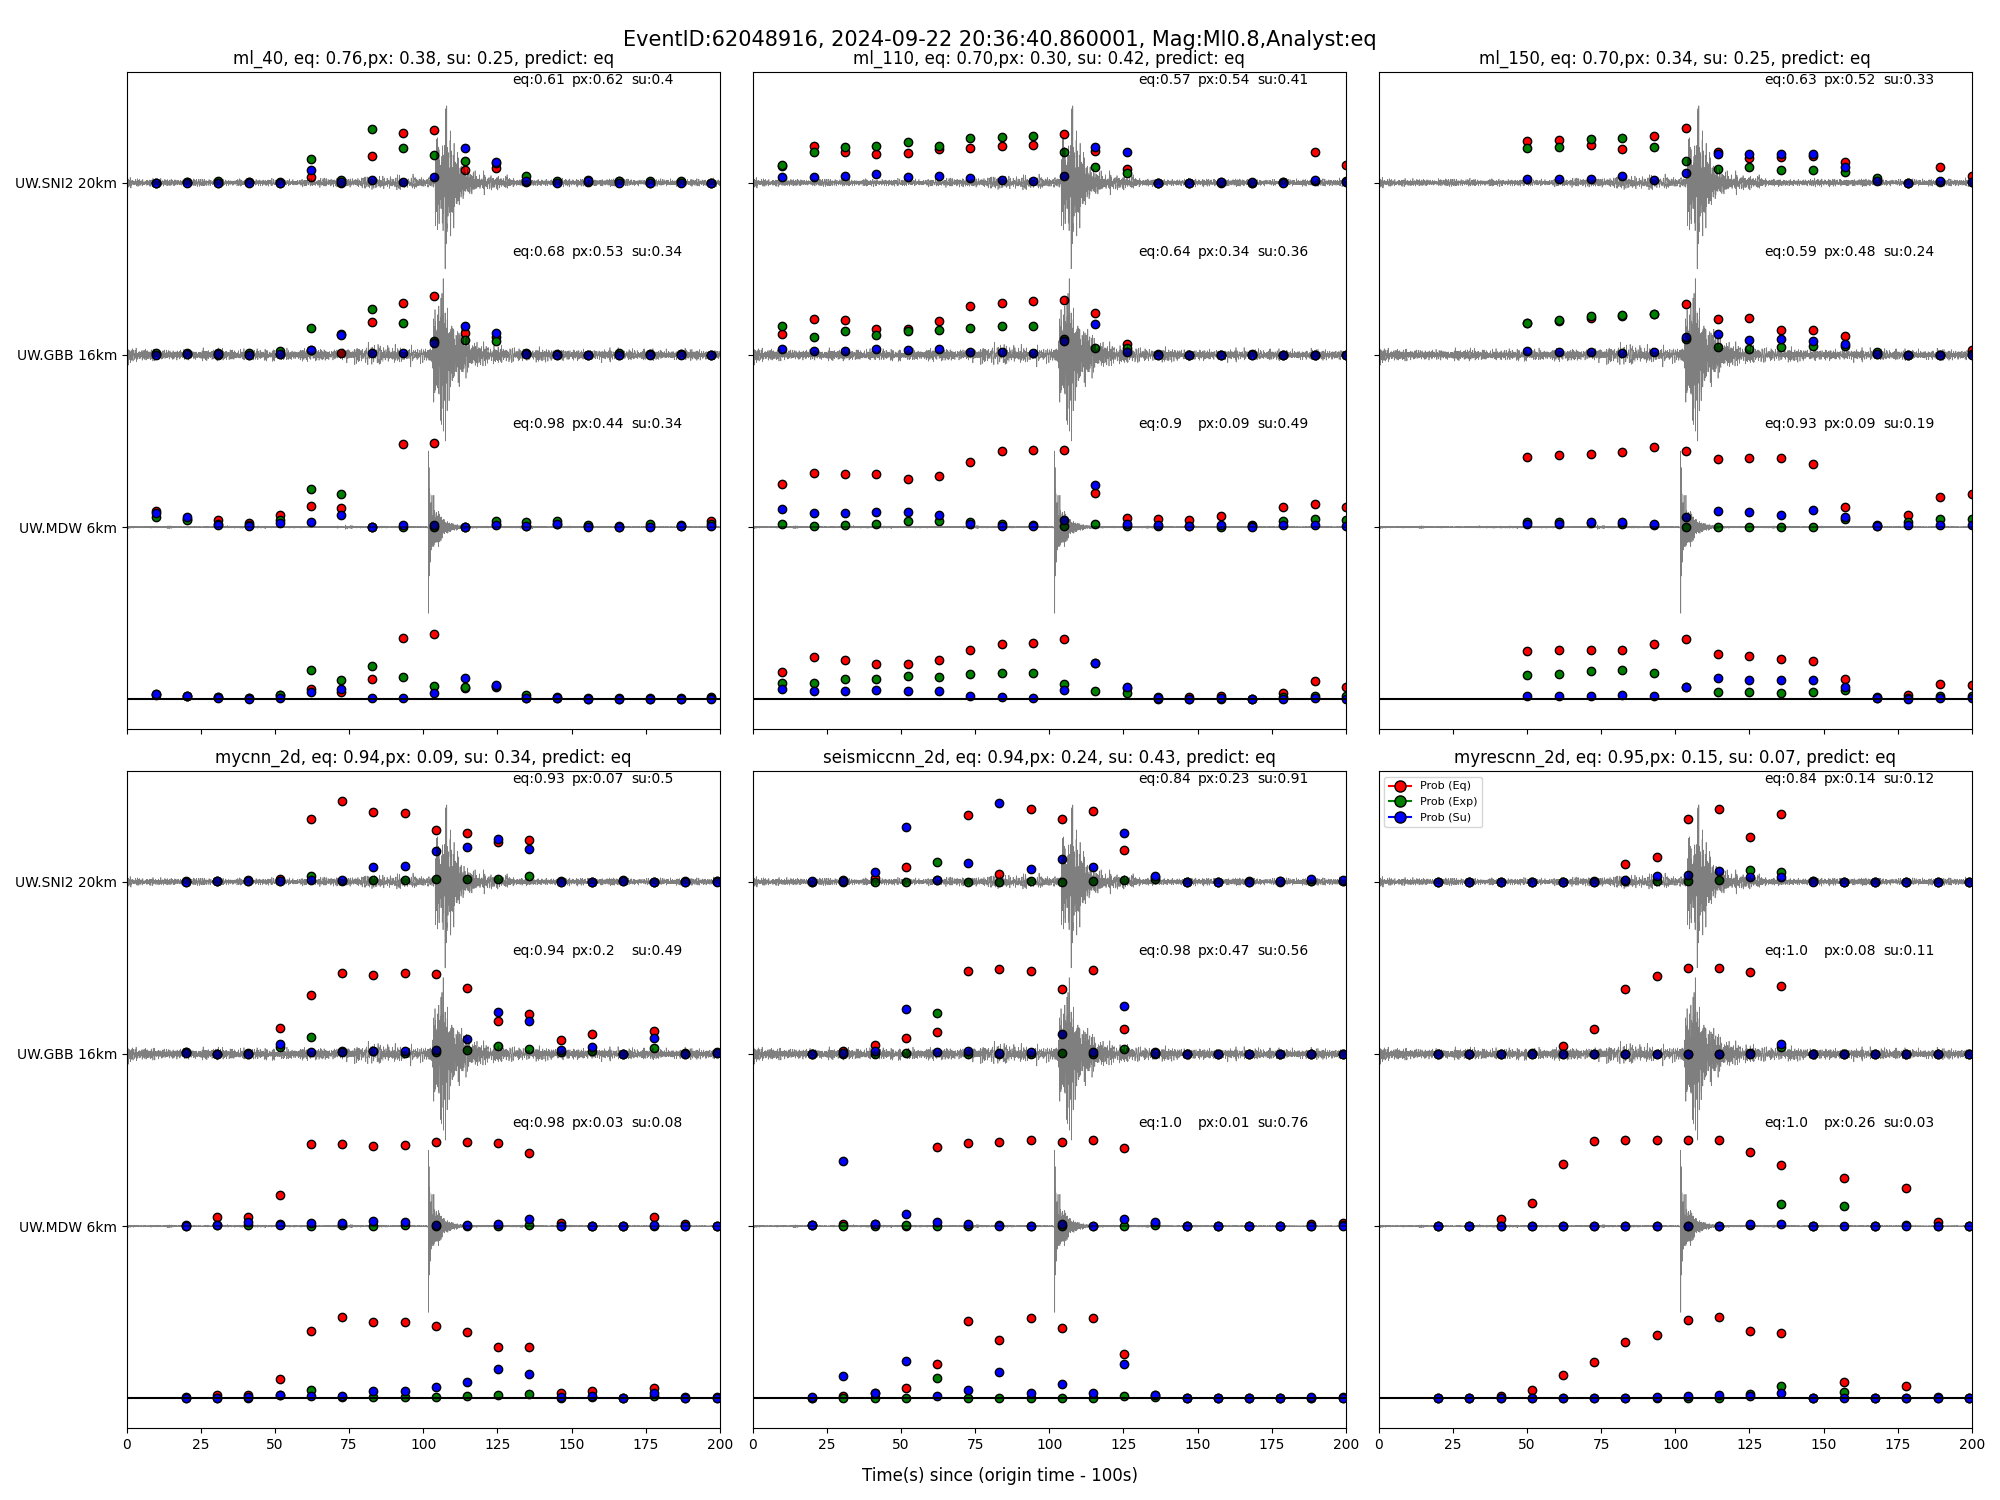 EventID:62048916, 2024-09-22 20:36:40.860001, Mag:Ml0.8,Analyst:eq
ml_40, eq: 0.76,px: 0.38, su: 0.25, predict: eq
eq:0.61 px:0.62 su:0.4
UW.SNI2 20km
eq:0.68 px:0.53 su:0.34
UW.GBB 16km
eq:0.98 px:0.44 su:0.34
UW.MDW 6km
ml_110, eq: 0.70,px: 0.30, su: 0.42, predict: eq
eq:0.57 px:0.54 su:0.41
eq:0.64 px:0.34 su:0.36
eq:0.9 px:0.09 su:0.49
ml_150, eq: 0.70,px: 0.34, su: 0.25, predict: eq
eq:0.63 px:0.52 su:0.33
eq:0.59 px:0.48 su:0.24
eq:0.93 px:0.09 su:0.19
mycnn_2d, eq: 0.94,px: 0.09, su: 0.34, predict: eq
eq:0.93 px:0.07 su:0.5
UW.SNI2 20km
eq:0.94 px:0.2 su:0.49
UW.GBB 16km
eq:0.98 px:0.03 su:0.08
UW.MDW 6km
0 25 50 75 100 125 150 175 200
seismiccnn_2d, eq: 0.94,px: 0.24, su: 0.43, predict: eq
eq:0.84 px:0.23 su:0.91
eq:0.98 px:0.47 su:0.56
eq:1.0 px:0.01 su:0.76
0 25 50 75 100 125 150 175 200
myrescnn_2d, eq: 0.95,px: 0.15, su: 0.07, predict: eq
eq:0.84 px:0.14 su:0.12
Prob (Eq)
Prob (Exp)
Prob (Su)
eq:1.0 px:0.08 su:0.11
eq:1.0 px:0.26 su:0.03
0 25 50 75 100 125 150 175 200
Time(s) since (origin time - 100s)